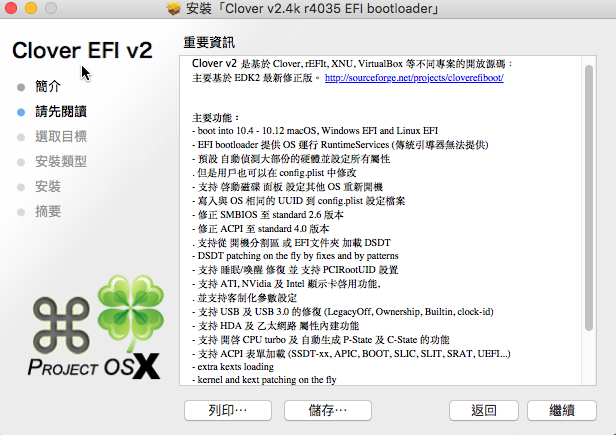 安裝「Clover v2.4k r4035 EFI bootloader」
Clover EFI v2
重要資訊
簡介
請先閱讀
選取目標
安裝類型
安裝
摘要
Clover v2 是基於 Clover, rEFIt, XNU, VirtualBox 等不同專案的開放源碼：
主要基於 EDK2 最新修正版。 http://sourceforge.net/projects/cloverefiboot/
主要功能：
- boot into 10.4 - 10.12 macOS, Windows EFI and Linux EFI
- EFI bootloader 提供 OS 運行 RuntimeServices (傳統引導器無法提供)
- 預設 自動偵測大部份的硬體並設定所有屬性
. 但是用戶也可以在 config.plist 中修改
- 支持 啓動磁碟 面板 設定其他 OS 重新開機
- 寫入與 OS 相同的 UUID 到 config.plist 設定檔案
- 修正 SMBIOS 至 standard 2.6 版本
- 修正 ACPI 至 standard 4.0 版本
. 支持從 開機分割區 或 EFI文件夾 加載 DSDT
- DSDT patching on the fly by fixes and by patterns
- 支持 睡眠/喚醒 修復 並 支持 PCIRootUID 設置
- 支持 ATI, NVidia 及 Intel 顯示卡啓用功能,
. 並支持客制化參數設定
- 支持 USB 及 USB 3.0 的修復 (LegacyOff, Ownership, Builtin, clock-id)
- 支持 HDA 及 乙太網路 屬性內建功能
- 支持 開啓 CPU turbo 及 自動生成 P-State 及 C-State 的功能
- 支持 ACPI 表單加載 (SSDT-xx, APIC, BOOT, SLIC, SLIT, SRAT, UEFI...)
- extra kexts loading
- kernel and kext patching on the fly
PROJECT OSX
列印⋯
儲存⋯
返回
繼續